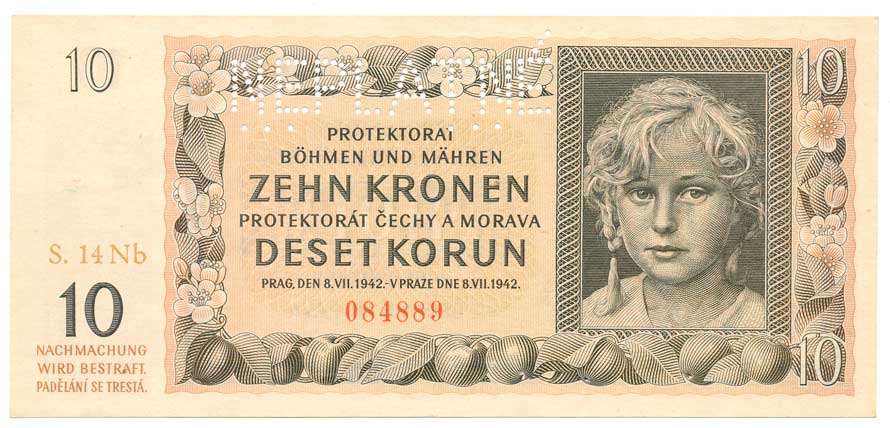 10
NEPLATNÉ
10
PROTEKTORAT
BÖHMEN UND MÄHREN
ZEHN KRONEN
PROTEKTORÁT ČECHY A MORAVA
DESET KORUN
PRAG, DEN 8.VII.1942.-V PRAZE DNE 8.VII.1942.
084889
S. 14 Nb
10
NACHMACHUNG
WIRD BESTRAFT.
PADĚLÁNÍ SE TRESTÁ.
10